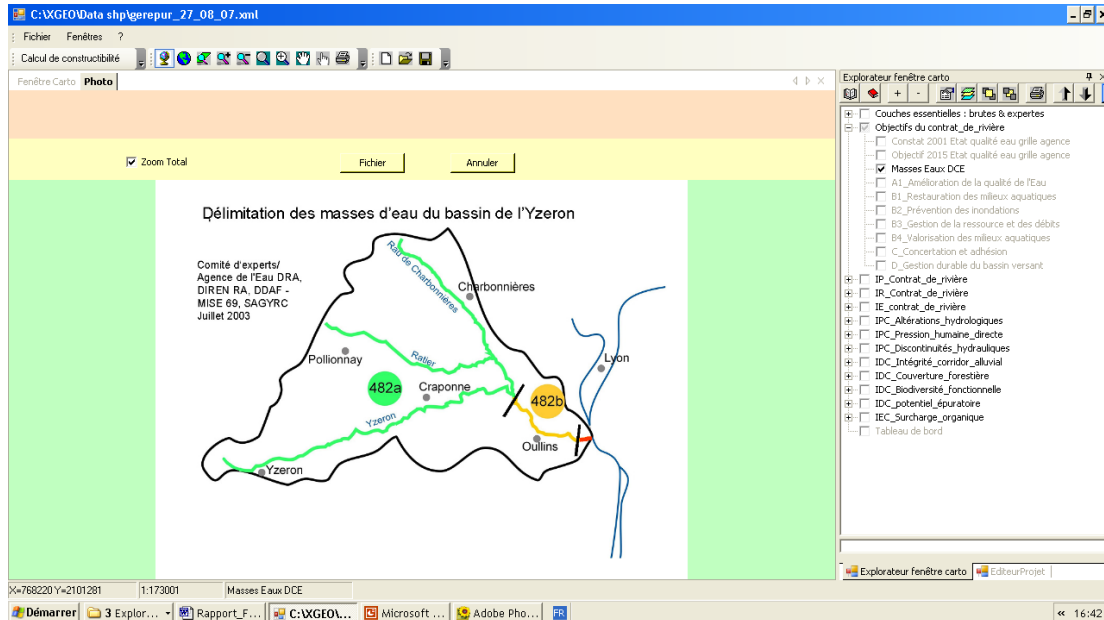 C:\XGEO\Data shp\gerepur_27_08_07.xml
Fichier Fenêtres ?
Calcul de constructibilité
Fenêtre Carto Photo
Zoom Total Fichier Annuler
Délimitation des masses d'eau du bassin de l'Yzeron
Comité d'experts/
Agence de l'Eau DRA,
DIREN RA, DDAF -
MISE 69, SAGYRC
Juillet 2003
Rau de Charbonnières
Charbonnières
Pollionnay
Ratier
Lyon
482a
Craponne
482b
Yzeron
Oullins
Yzeron
Explorateur fenêtre carto
+ -
Couches essentielles : brutes & expertes
Objectifs du contrat_de_rivière
Constat 2001 Etat qualité eau grille agence
Objectif 2015 Etat qualité eau grille agence
Masses Eaux DCE
A1_Amélioration de la qualité de l'Eau
B1_Restauration des milieux aquatiques
B2_Prévention des inondations
B3_Gestion de la ressource et des débits
B4_Valorisation des milieux aquatiques
C_Concertation et adhésion
D_Gestion durable du bassin versant
IP_Contrat_de_rivière
IR_Contrat_de_rivière
IE_contrat_de_rivière
IPC_Altérations_hydrologiques
IPC_Pression_humaine_directe
IPC_Discontinuités_hydrauliques
IDC_Intégrité_corridor_alluvial
IDC_Couverture_forestière
IDC_Biodiversité_fonctionnelle
IDC_potentiel_épuratoire
IEC_Surcharge_organique
Tableau de bord
Explorateur fenêtre carto EditeurProjet
X=768220 Y=2101281 1:173001 Masses Eaux DCE
Démarrer 3 Explor... Rapport_F... C:\XGEO\... Microsoft ... Adobe Pho... FR « 16:42